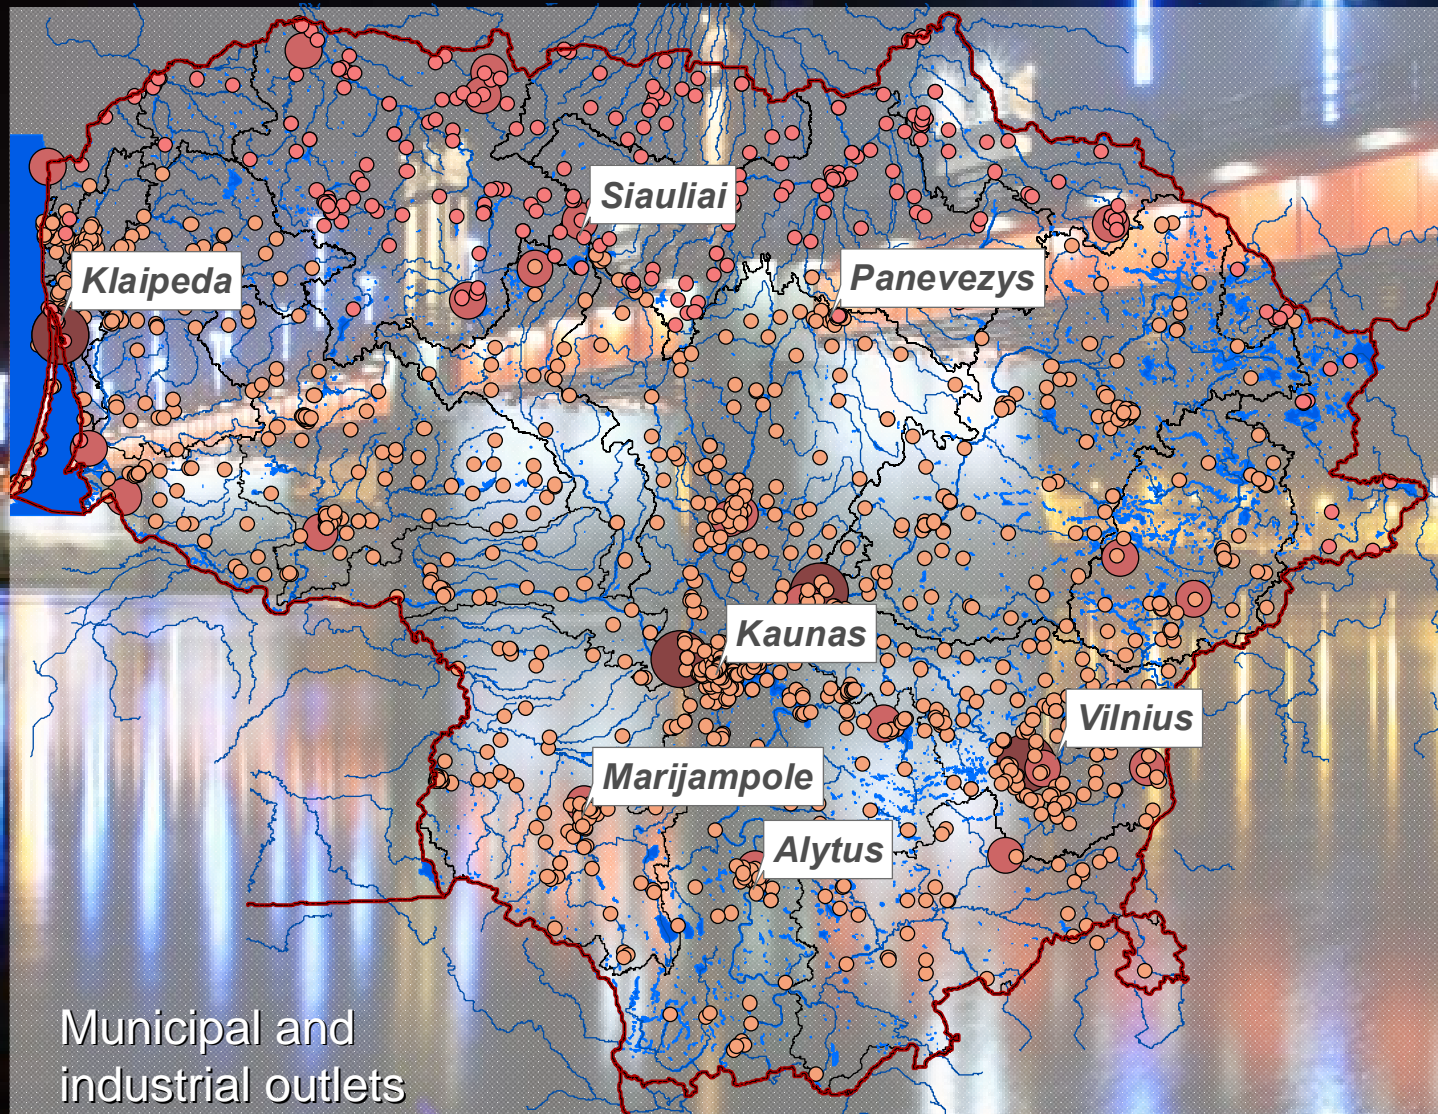 Siauliai
Klaipeda
Panevezys
Kaunas
Vilnius
Marijampole
Alytus
Municipal and
industrial outlets